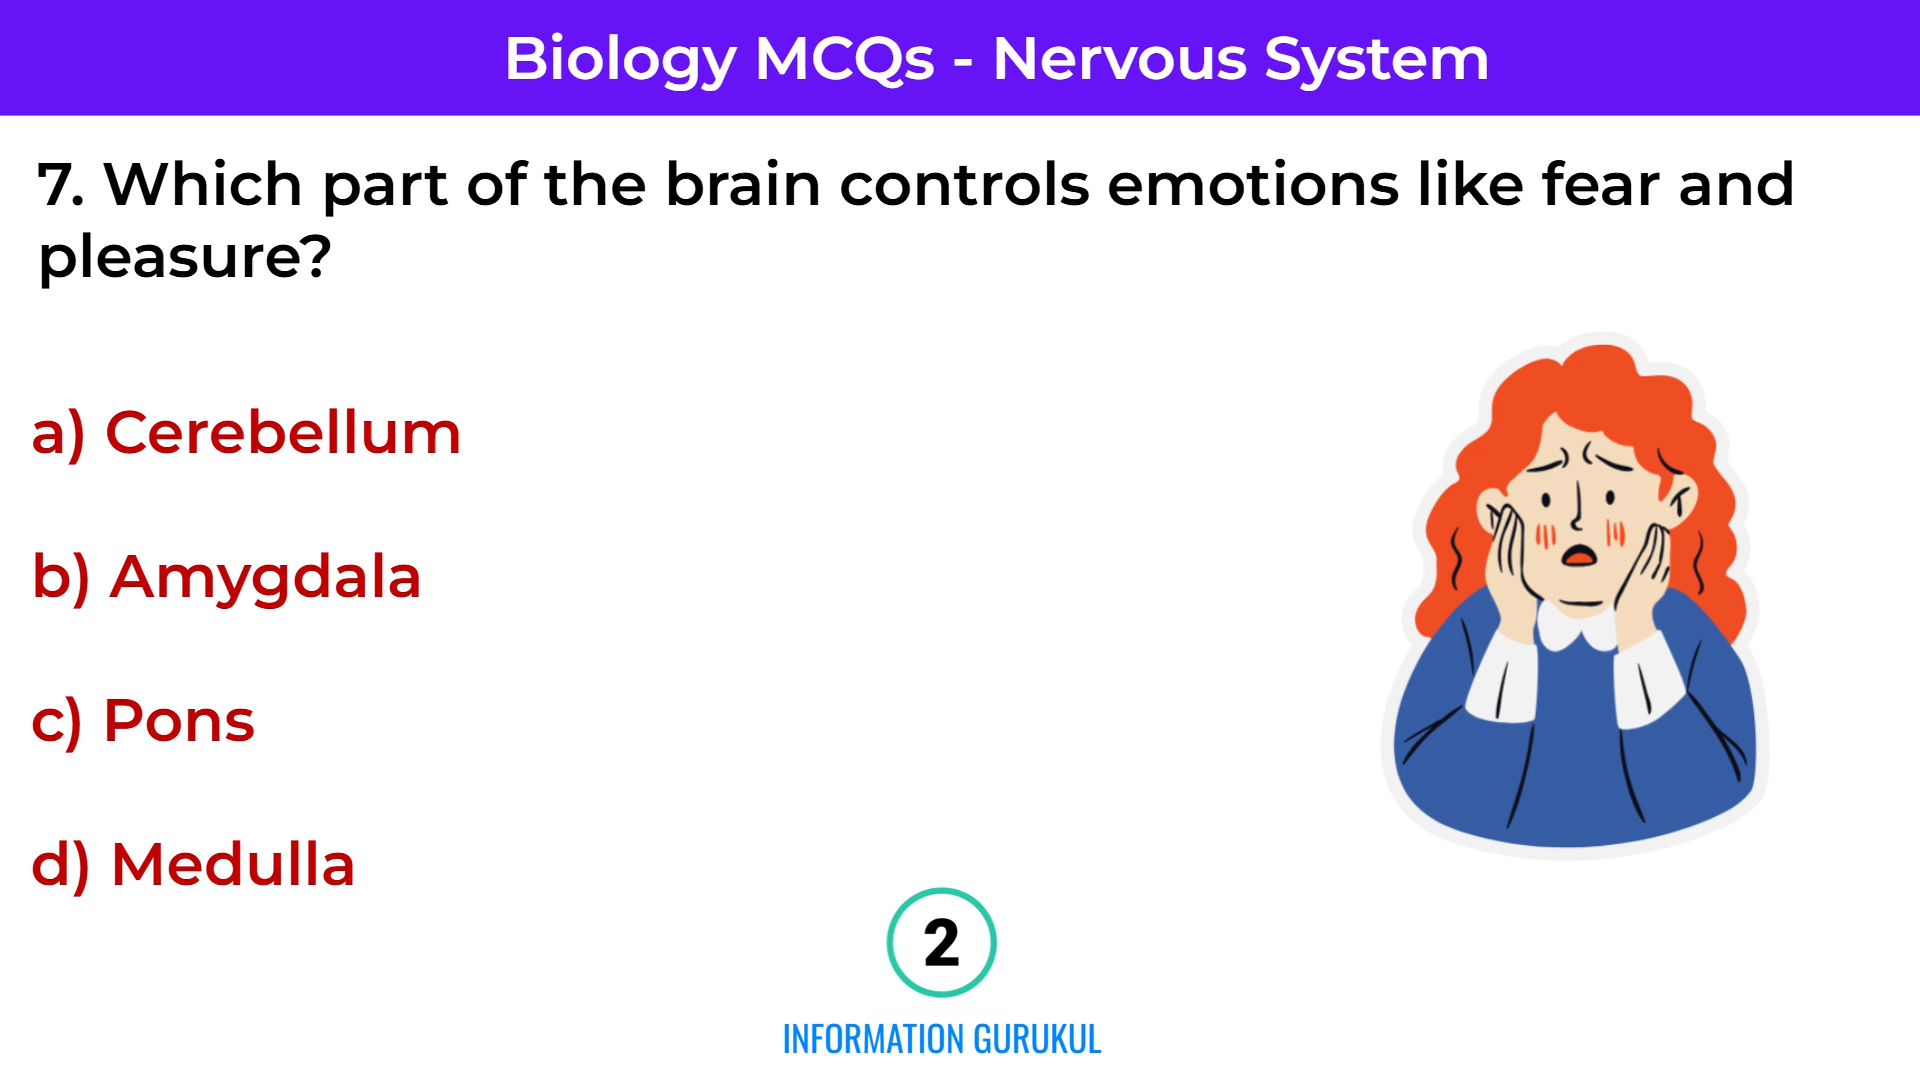 Biology MCQs - Nervous System
7. Which part of the brain controls emotions like fear and
pleasure?
a) Cerebellum
b) Amygdala
c) Pons
d) Medulla
2
INFORMATION GURUKUL